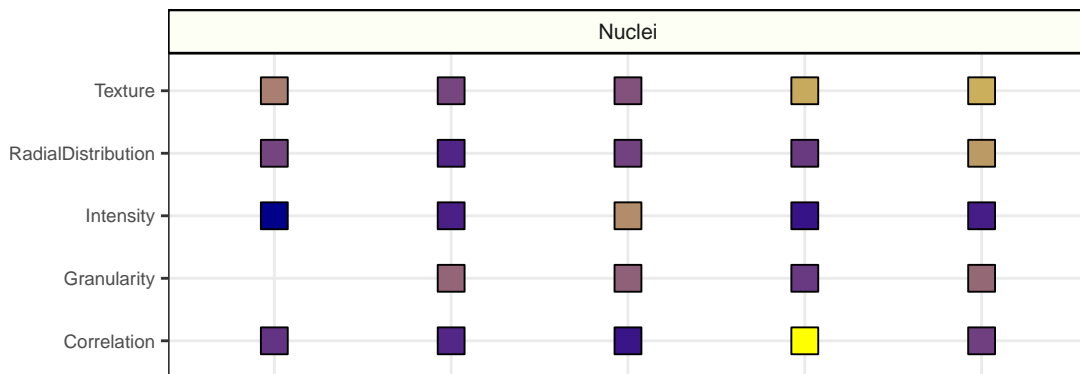 Nuclei
Texture
RadialDistribution
Intensity
Granularity
Correlation